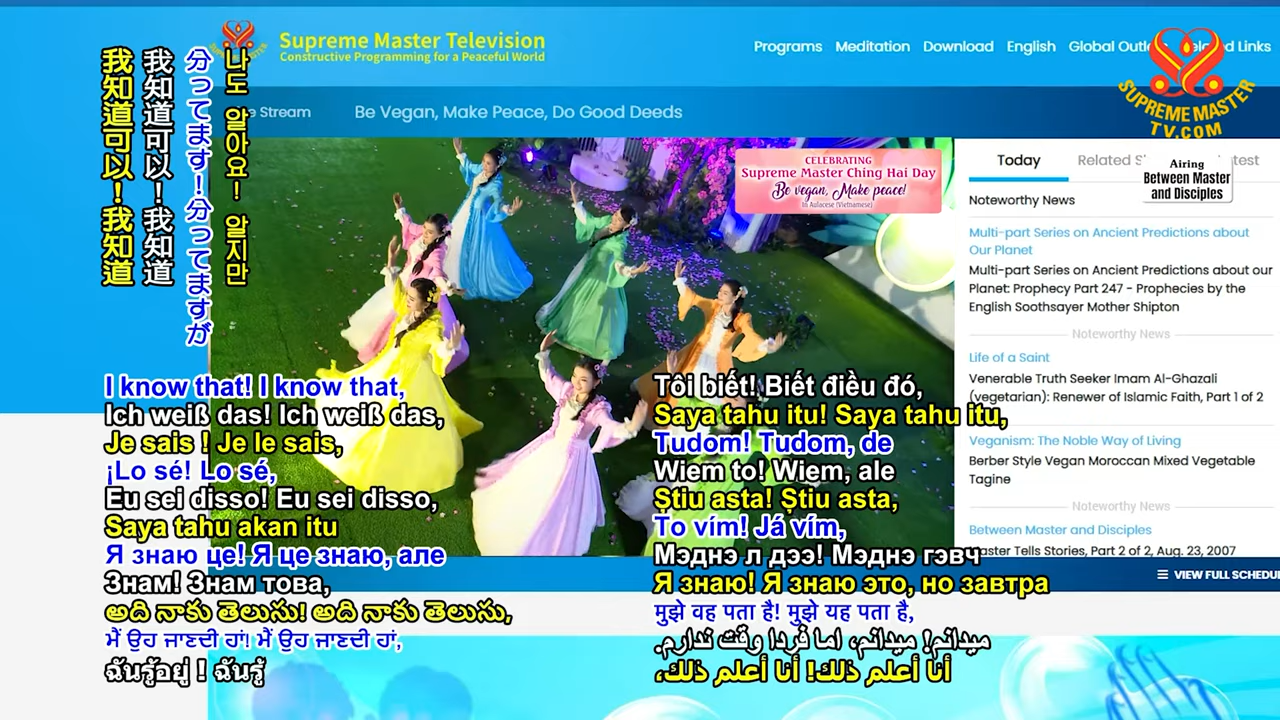 Supreme Master Television
Constructive Programming for a Peaceful World
Programs
Meditation
Download
English
Global
Links
SUPREME MASTER
TV.COM
Stream
Be Vegan, Make Peace, Do Good Deeds
CELEBRATING
Supreme Master Ching Hai Day
Be vegan, Make peace!
In Aulacese (Vietnamese)
Today
Related
Airing
Between Master
and Disciples
Noteworthy News
Multi-part Series on Ancient Predictions about
Our Planet
Multi-part Series on Ancient Predictions about our
Planet: Prophecy Part 247 - Prophecies by the
English Soothsayer Mother Shipton
Noteworthy News
Life of a Saint
Venerable Truth Seeker Imam Al-Ghazali
(vegetarian): Renewer of Islamic Faith, Part 1 of 2
Noteworthy News
Veganism: The Noble Way of Living
Berber Style Vegan Moroccan Mixed Vegetable
Tagine
Noteworthy News
Between Master and Disciples
Master Tells Stories, Part 2 of 2, Aug. 23, 2007
VIEW FULL
나도 알아요! 알지만
分ってます!分ってますが
我知道可以!我知道
我知道可以!我知道
I know that! I know that,
Ich weiß das! Ich weiß das,
Je sais ! Je le sais,
¡Lo sé! Lo sé,
Eu sei disso! Eu sei disso,
Saya tahu akan itu
Я знаю це! Я це знаю, але
Знам! Знам това,
అది నాకు తెలుసు! అది నాకు తెలుసు,
ਮੈਂ ਉਹ ਜਾਣਦੀ ਹਾਂ! ਮੈਂ ਉਹ ਜਾਣਦੀ ਹਾਂ,
ฉันรู้อยู่ ! ฉันรู้
Tôi biết! Biết điều đó,
Saya tahu itu! Saya tahu itu,
Tudom! Tudom, de
Wiem to! Wiem, ale
Știu asta! Știu asta,
To vím! Já vím,
Мэднэ л дээ! Мэднэ гэвч
Я знаю! Я знаю это, но завтра
मुझे वह पता है! मुझे यह पता है,
میدانم! میدانم، اما فردا وقت ندارم.
أنا أعلم ذلك! أنا أعلم ذلك،